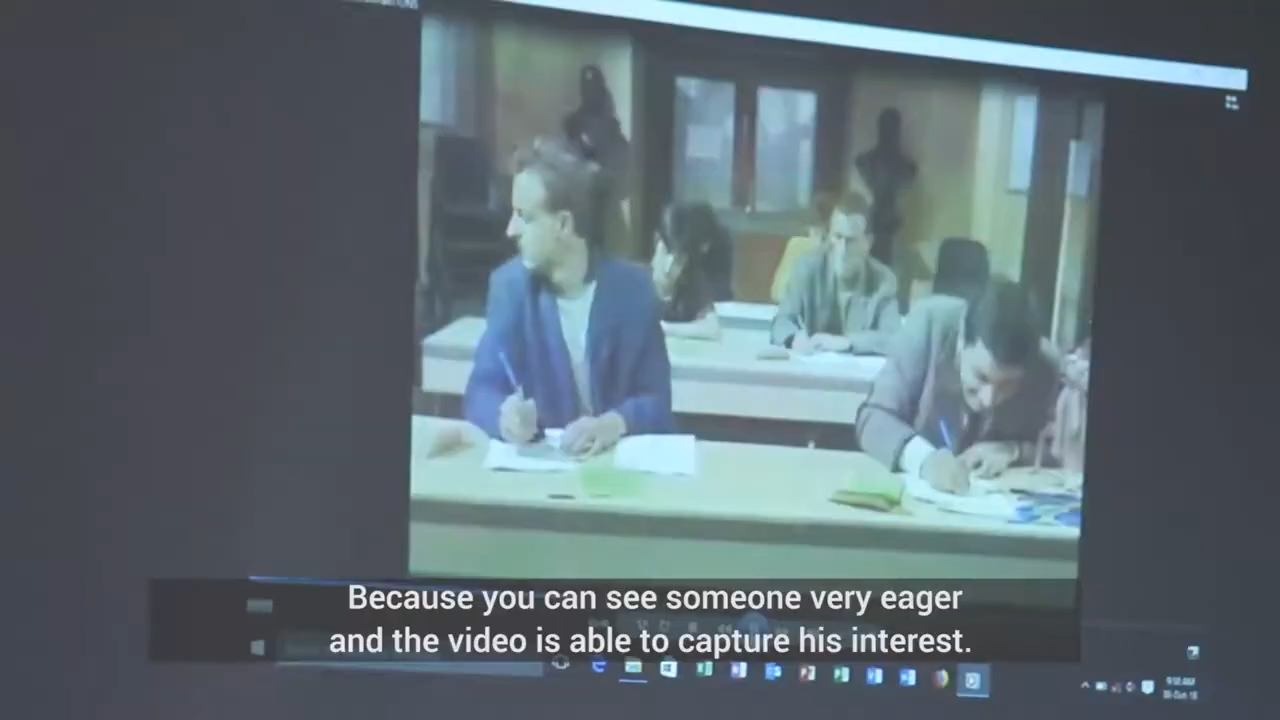 Because you can see someone very eager
and the video is able to capture his interest.